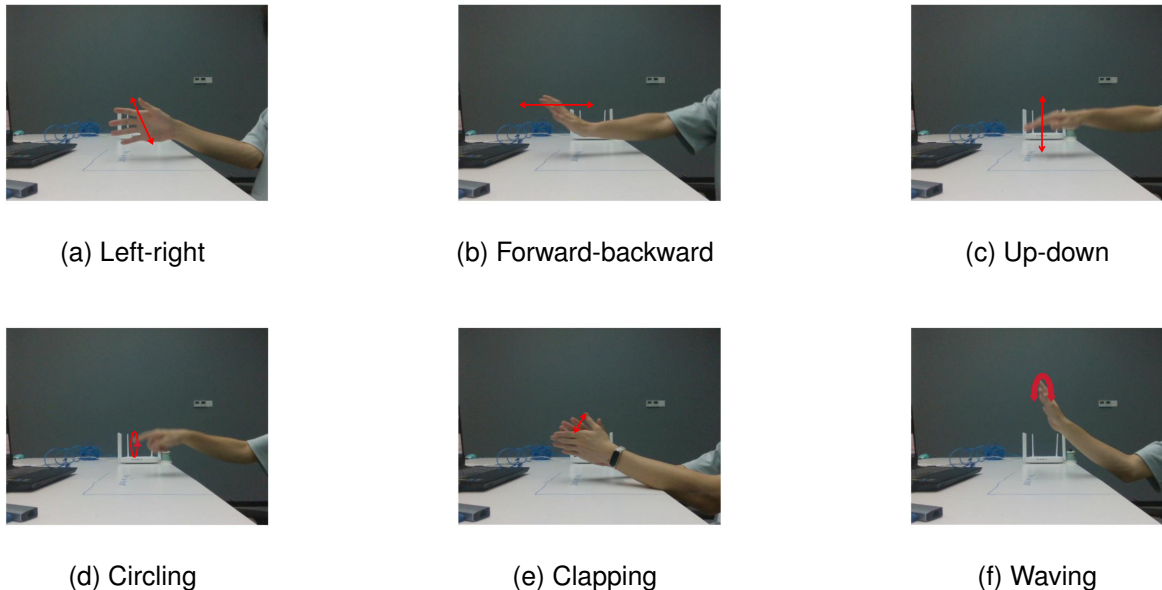 (a) Left-right
(b) Forward-backward
(c) Up-down
(d) Circling
(e) Clapping
(f) Waving